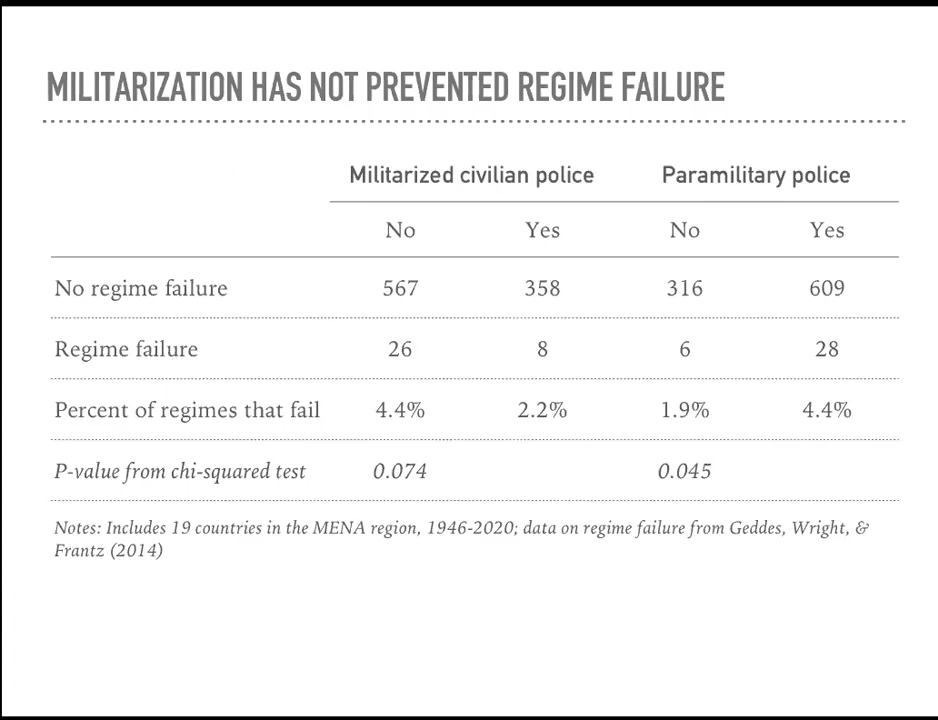 MILITARIZATION HAS NOT PREVENTED REGIME FAILURE
Militarized civilian police Paramilitary police
No Yes No Yes
No regime failure 567 358 316 609
Regime failure 26 8 6 28
Percent of regimes that fail 4.4% 2.2% 1.9% 4.4%
P-value from chi-squared test 0.074 0.045
Notes: Includes 19 countries in the MENA region, 1946-2020; data on regime failure from Geddes, Wright, &
Frantz (2014)